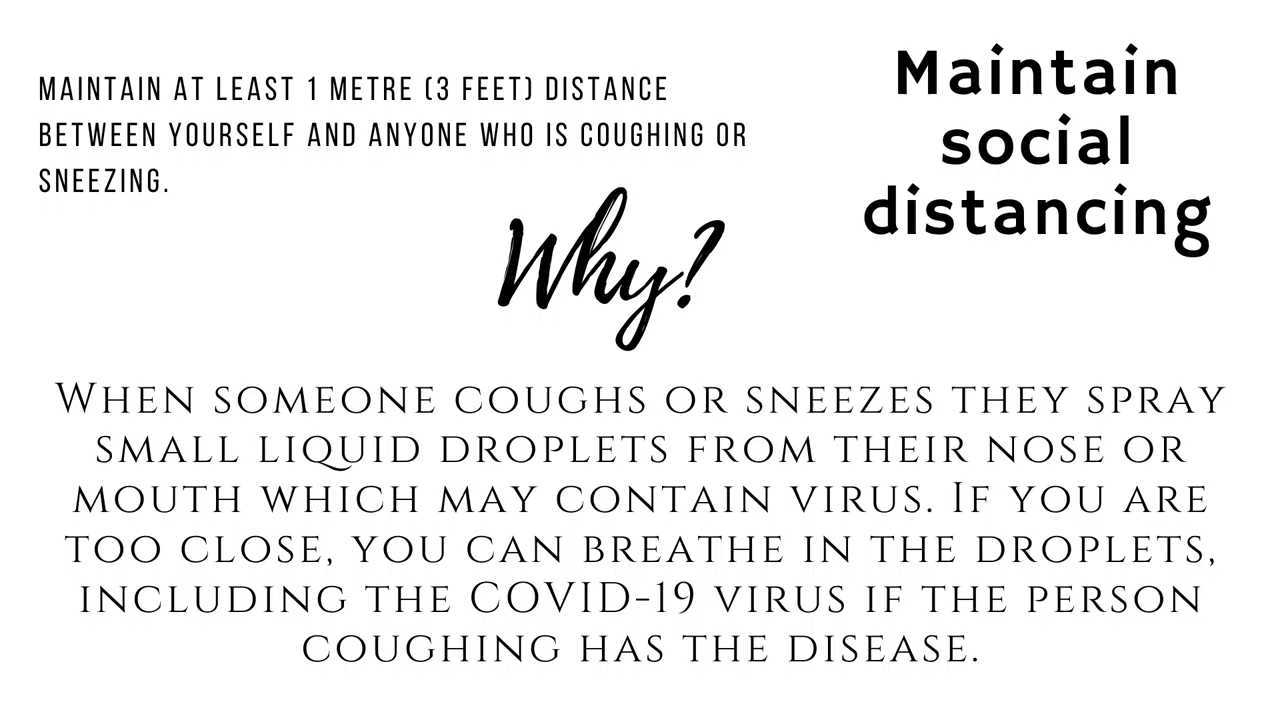 MAINTAIN AT LEAST 1 METRE (3 FEET) DISTANCE
BETWEEN YOURSELF AND ANYONE WHO IS COUGHING OR
SNEEZING.
Maintain
social
distancing
Why?
When someone coughs or sneezes they spray
small liquid droplets from their nose or
mouth which may contain virus. If you are
too close, you can breathe in the droplets,
including the COVID-19 virus if the person
coughing has the disease.